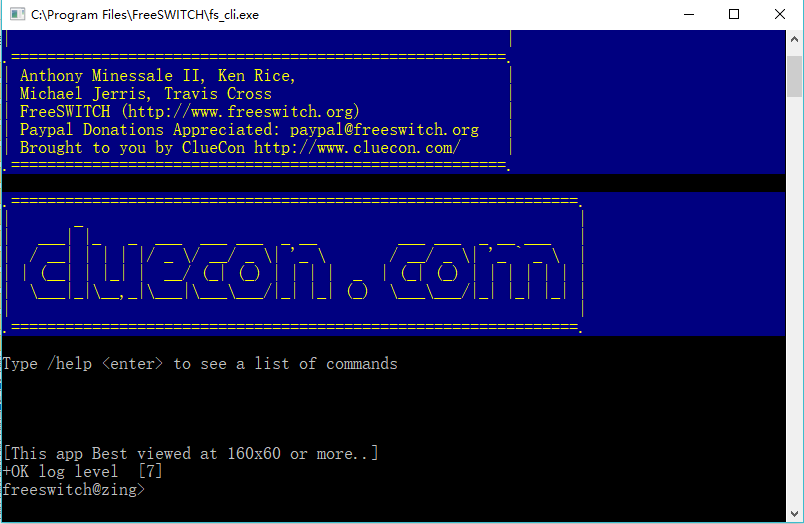 C:\Program Files\FreeSWITCH\fs_cli.exe
Anthony Minessale II, Ken Rice,
Michael Jerris, Travis Cross
FreeSWITCH (http://www.freeswitch.org)
Paypal Donations Appreciated: paypal@freeswitch.org
Brought to you by ClueCon http://www.cluecon.com/
cluecon.com
Type /help <enter> to see a list of commands
[This app Best viewed at 160x60 or more..]
+OK log level  [7]
freeswitch@zing>